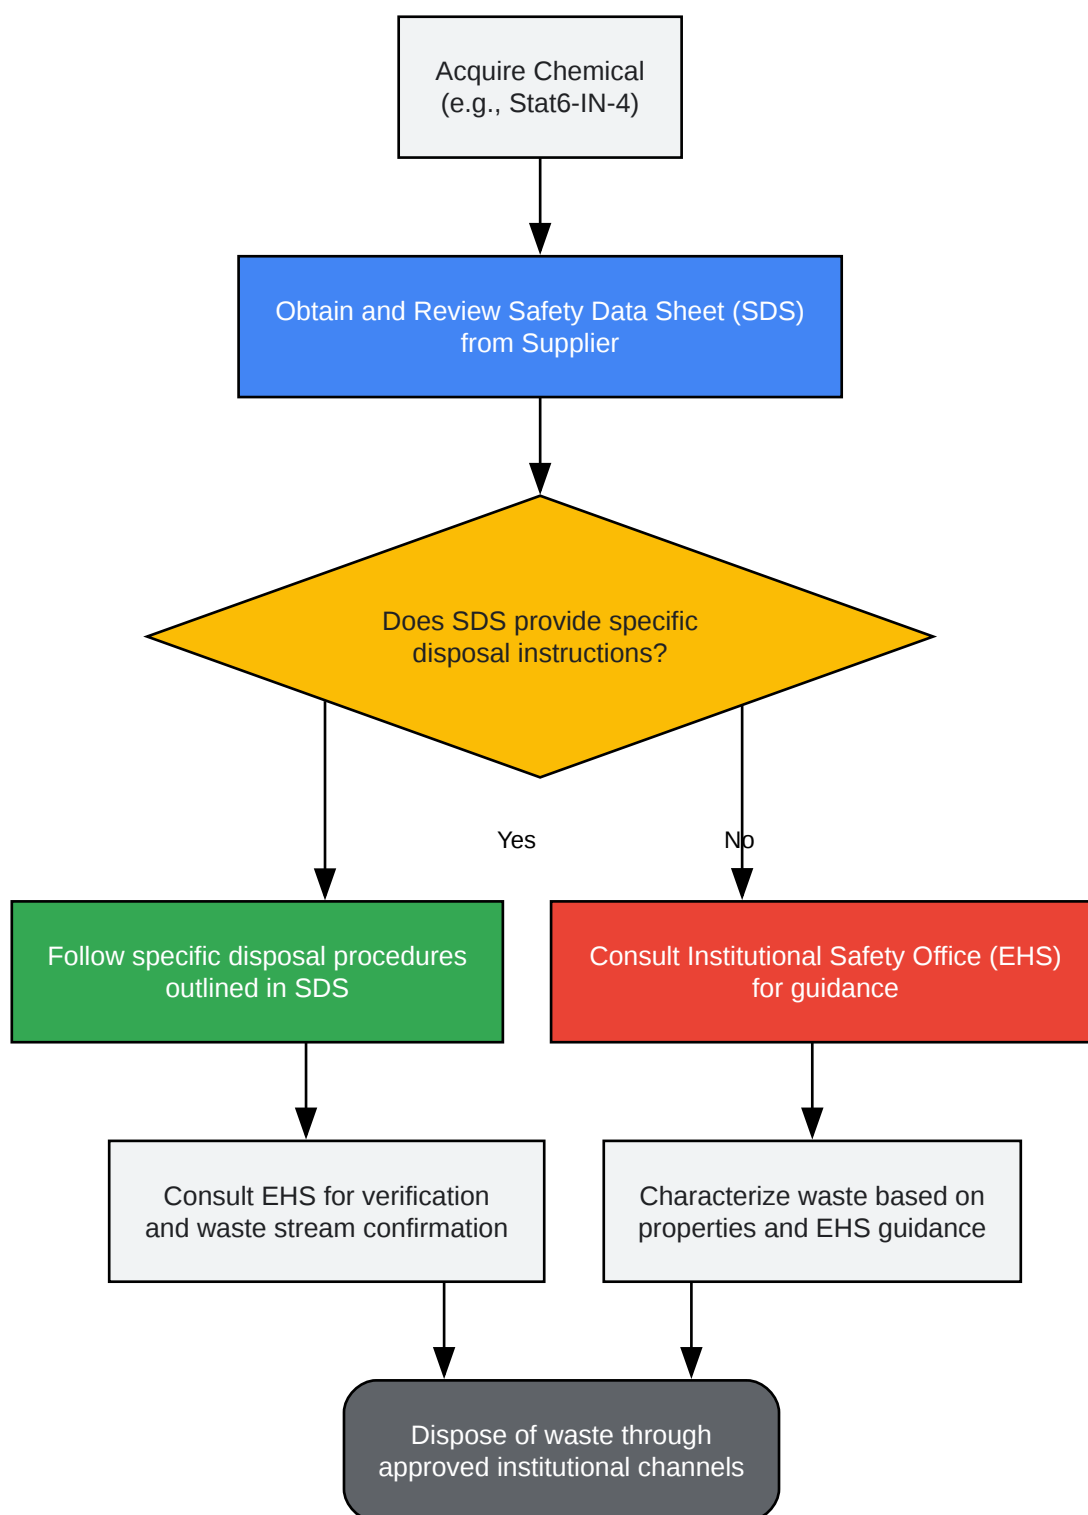 Acquire Chemical
(e.g., Stat6-IN-4)
Obtain and Review Safety Data Sheet (SDS)
from Supplier
Does SDS provide specific
disposal instructions?
Yes
No
Follow specific disposal procedures
outlined in SDS
Consult Institutional Safety Office (EHS)
for guidance
Consult EHS for verification
and waste stream confirmation
Characterize waste based on
properties and EHS guidance
Dispose of waste through
approved institutional channels